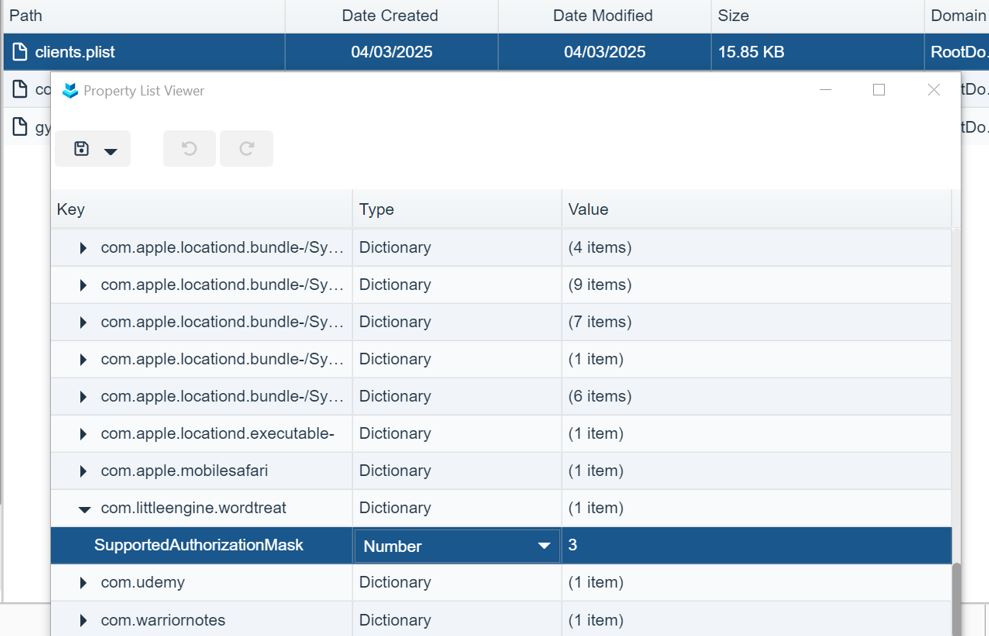 Path Date Created Date Modified Size Domain
clients.plist 04/03/2025 04/03/2025 15.85 KB RootDo.
co tDo.
Property List Viewer
gy tDo.
Key Type Value
com.apple.locationd.bundle-/Sy... Dictionary (4 items)
com.apple.locationd.bundle-/Sy... Dictionary (9 items)
com.apple.locationd.bundle-/Sy... Dictionary (7 items)
com.apple.locationd.bundle-/Sy... Dictionary (1 item)
com.apple.locationd.bundle-/Sy... Dictionary (6 items)
com.apple.locationd.executable- Dictionary (1 item)
com.apple.mobilesafari Dictionary (1 item)
com.littleengine.wordtreat Dictionary (1 item)
SupportedAuthorizationMask Number 3
com.udemy Dictionary (1 item)
com.warriornotes Dictionary (1 item)